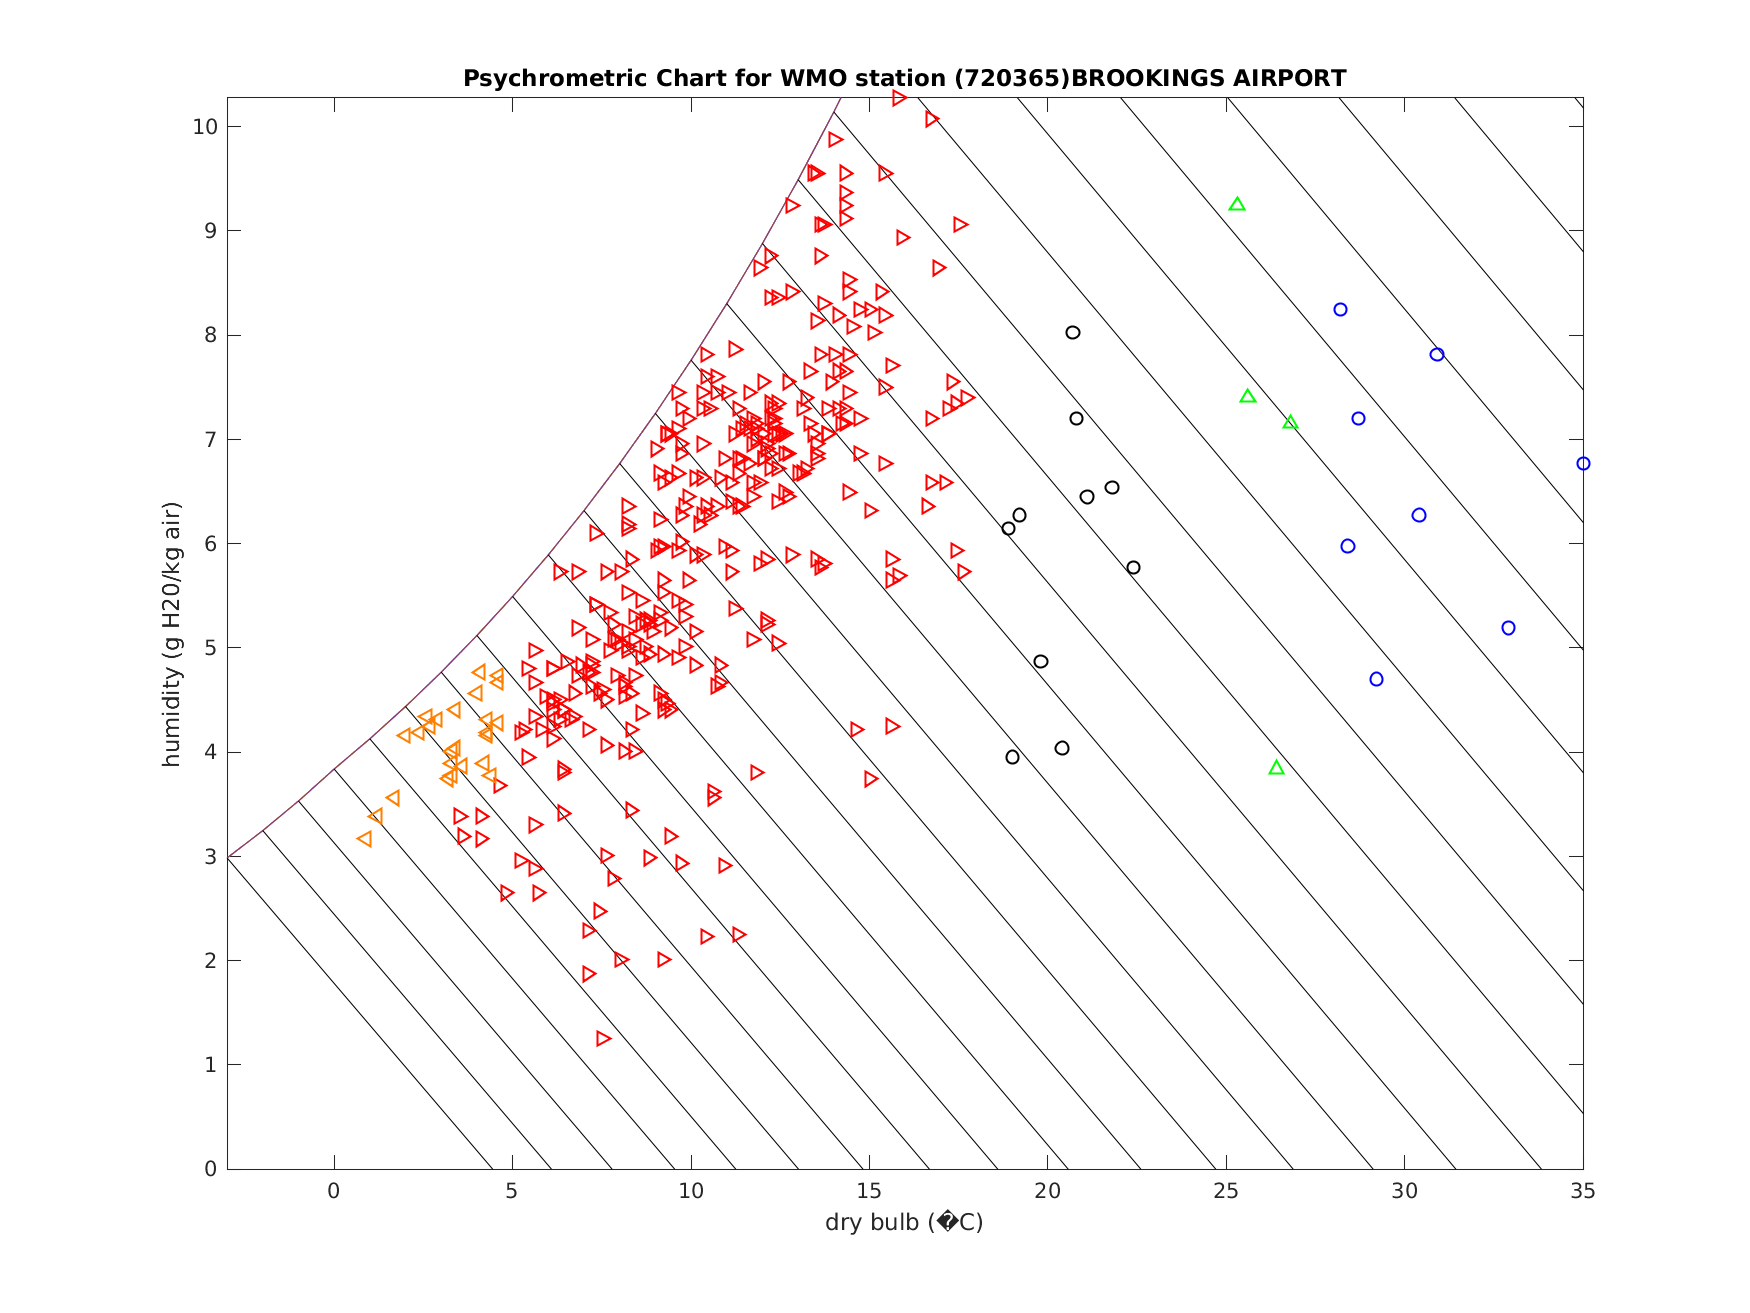 Psychrometric Chart for WMO station (720365)BROOKINGS AIRPORT
10
9
8
7
6
5
4
3
2
1
0
humidity (g H20/kg air)
0 5 10 15 20 25 30 35
dry bulb (�C)